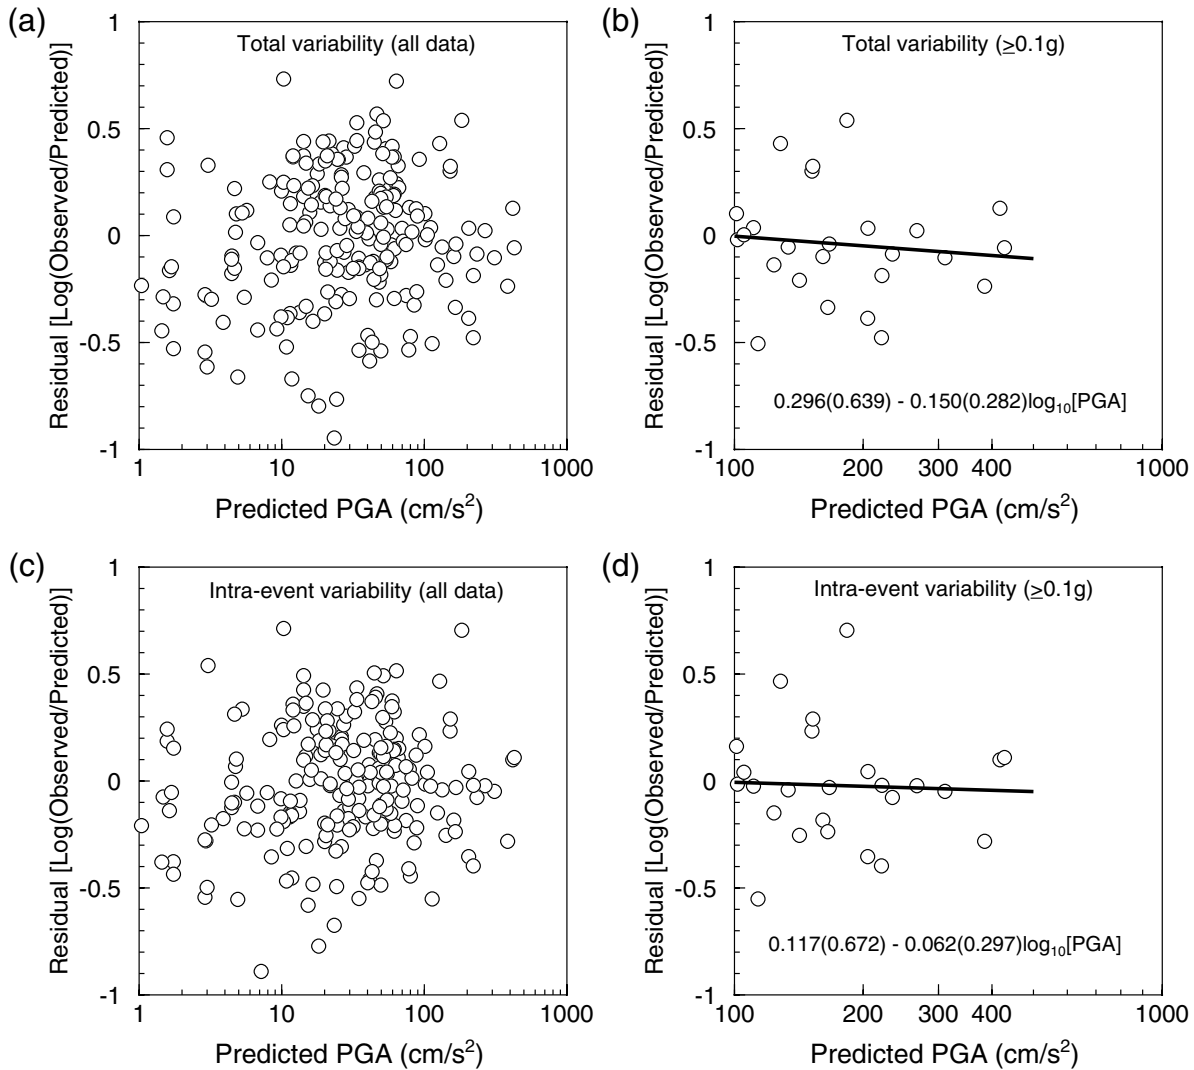 (a)
Total variability (all data)
Residual [Log(Observed/Predicted)]
1
0.5
0
-0.5
-1
1
10
100
1000
Predicted PGA (cm/s²)
(b)
Total variability (≥0.1g)
Residual [Log(Observed/Predicted)]
1
0.5
0
-0.5
-1
0.296(0.639) - 0.150(0.282)log₁₀[PGA]
100
200
300
400
1000
Predicted PGA (cm/s²)
(c)
Intra-event variability (all data)
Residual [Log(Observed/Predicted)]
1
0.5
0
-0.5
-1
1
10
100
1000
Predicted PGA (cm/s²)
(d)
Intra-event variability (≥0.1g)
Residual [Log(Observed/Predicted)]
1
0.5
0
-0.5
-1
0.117(0.672) - 0.062(0.297)log₁₀[PGA]
100
200
300
400
1000
Predicted PGA (cm/s²)